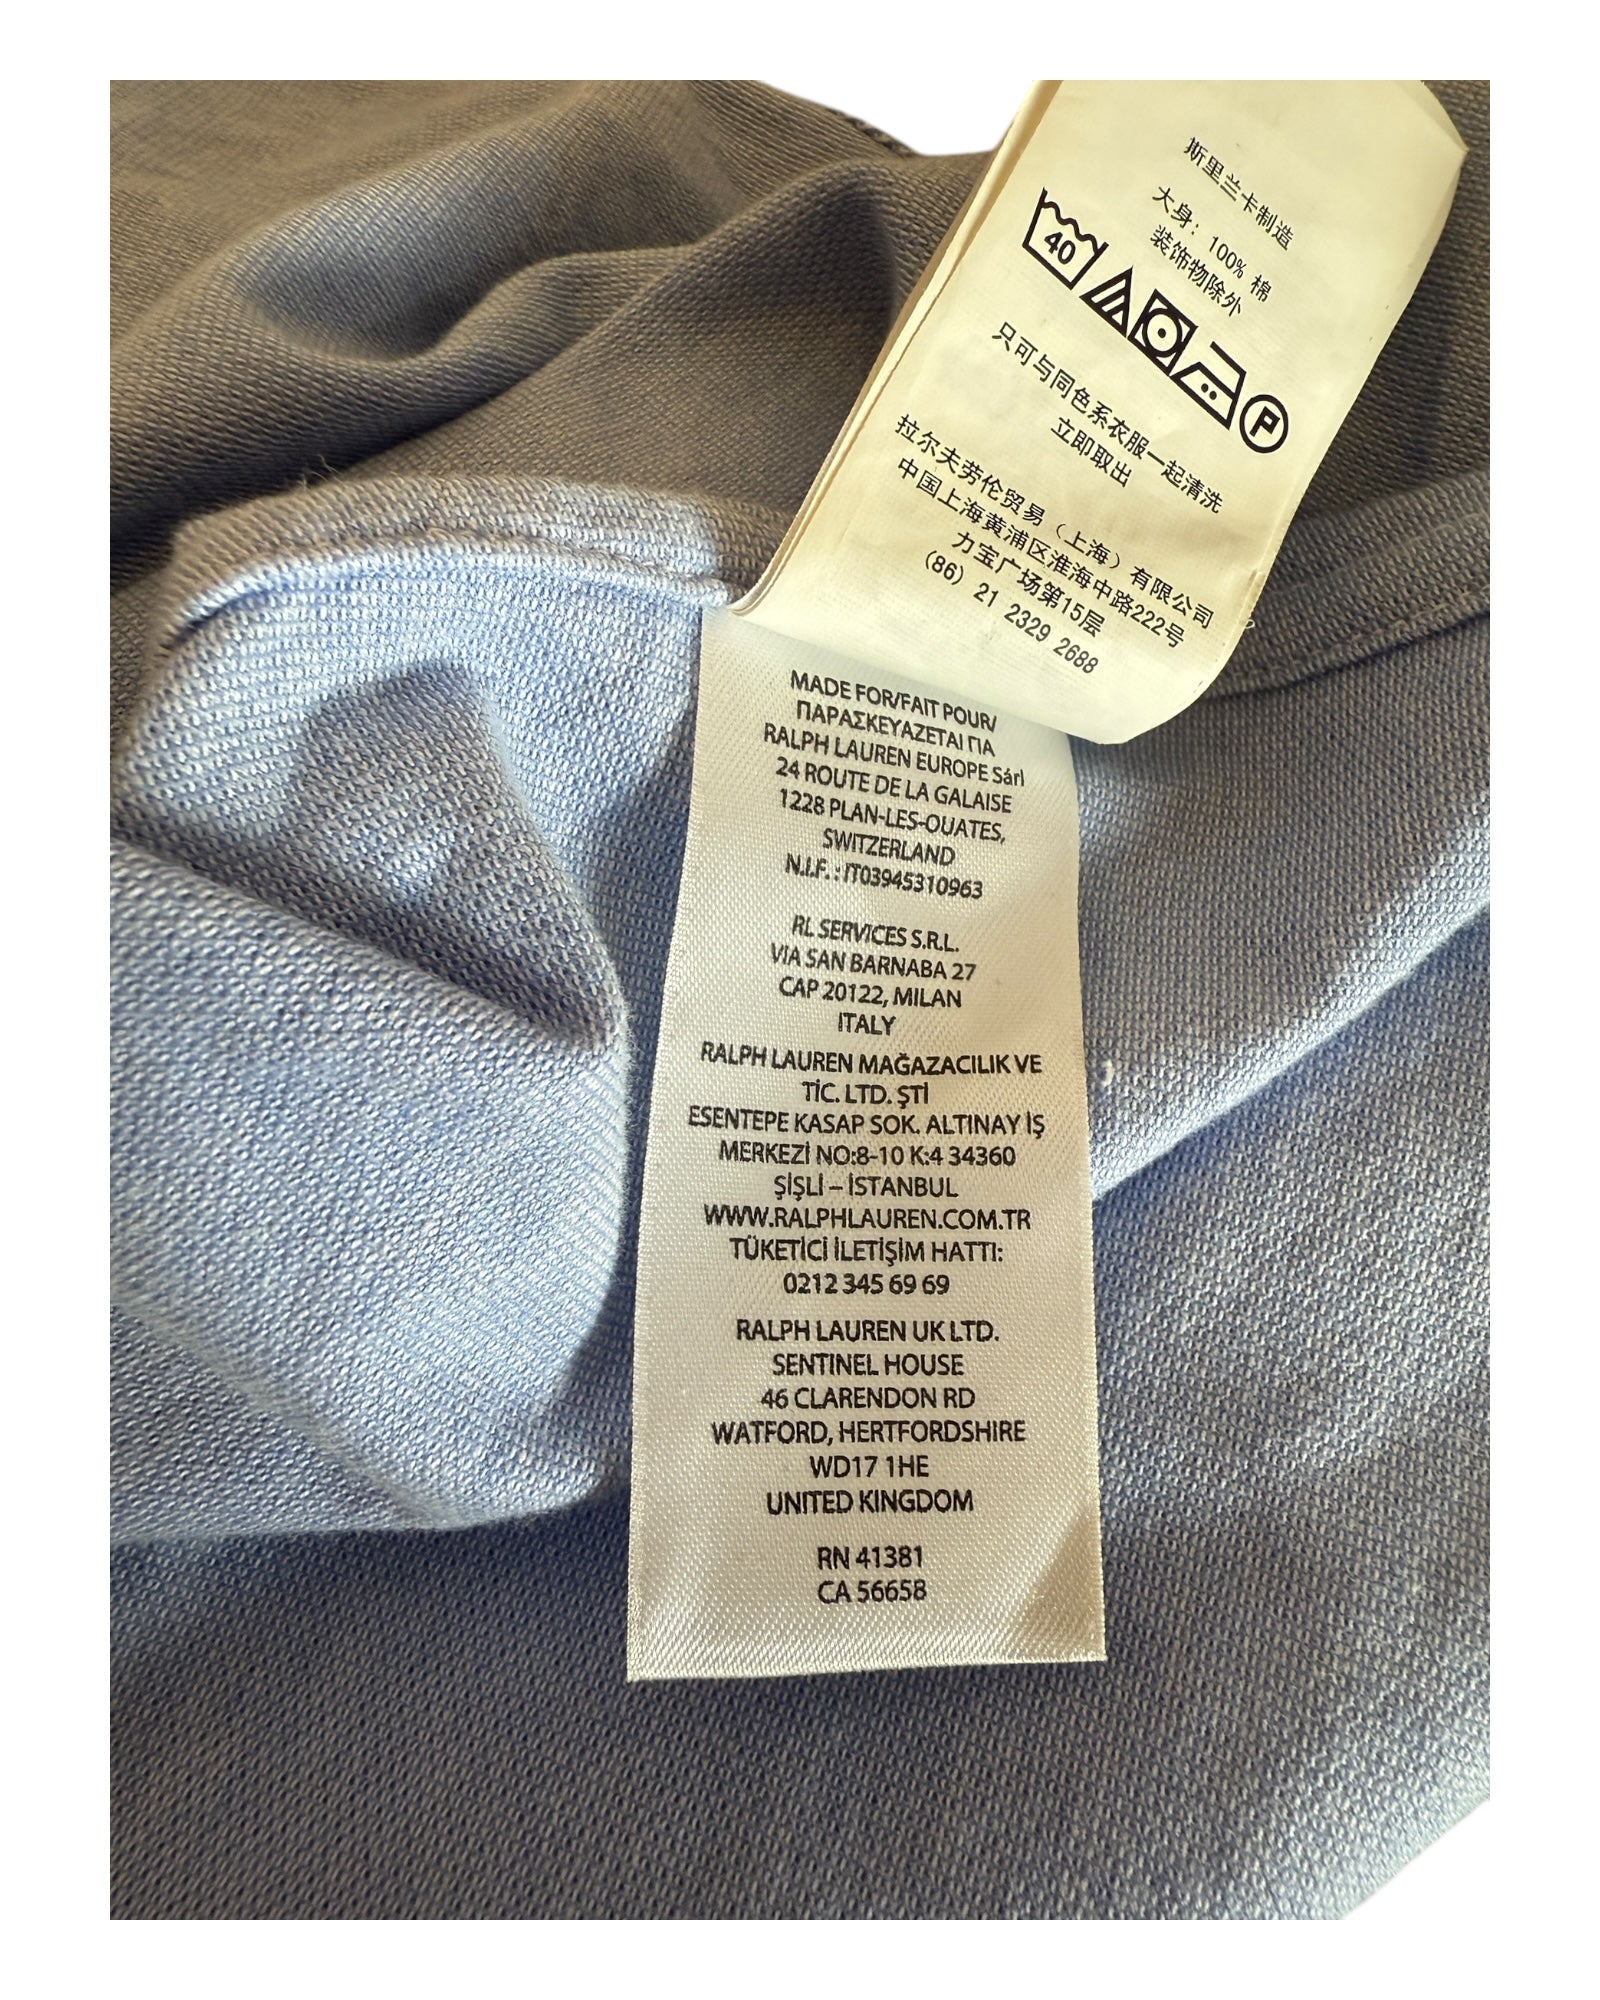 斯里兰卡制造
大身: 100% 棉
装饰物除外
40
P
只可与同色系衣服一起清洗
立即取出
拉尔夫劳伦贸易（上海）有限公司
中国上海黄浦区淮海中路222号
力宝广场第15层
(86) 21 2329 2688
MADE FOR/FAIT POUR/
ΠΑΡΑΣΚΕΥΑΖΕΤΑΙ ΓΙΑ
RALPH LAUREN EUROPE Sárl
24 ROUTE DE LA GALAISE
1228 PLAN-LES-OUATES,
SWITZERLAND
N.I.F. : IT03945310963
RL SERVICES S.R.L.
VIA SAN BARNABA 27
CAP 20122, MILAN
ITALY
RALPH LAUREN MAĞAZACILIK VE
TİC. LTD. ŞTİ
ESENTEPE KASAP SOK. ALTINAY İŞ
MERKEZİ NO:8-10 K:4 34360
ŞİŞLİ – İSTANBUL
WWW.RALPHLAUREN.COM.TR
TÜKETİCİ İLETİŞİM HATTI:
0212 345 69 69
RALPH LAUREN UK LTD.
SENTINEL HOUSE
46 CLARENDON RD
WATFORD, HERTFORDSHIRE
WD17 1HE
UNITED KINGDOM
RN 41381
CA 56658